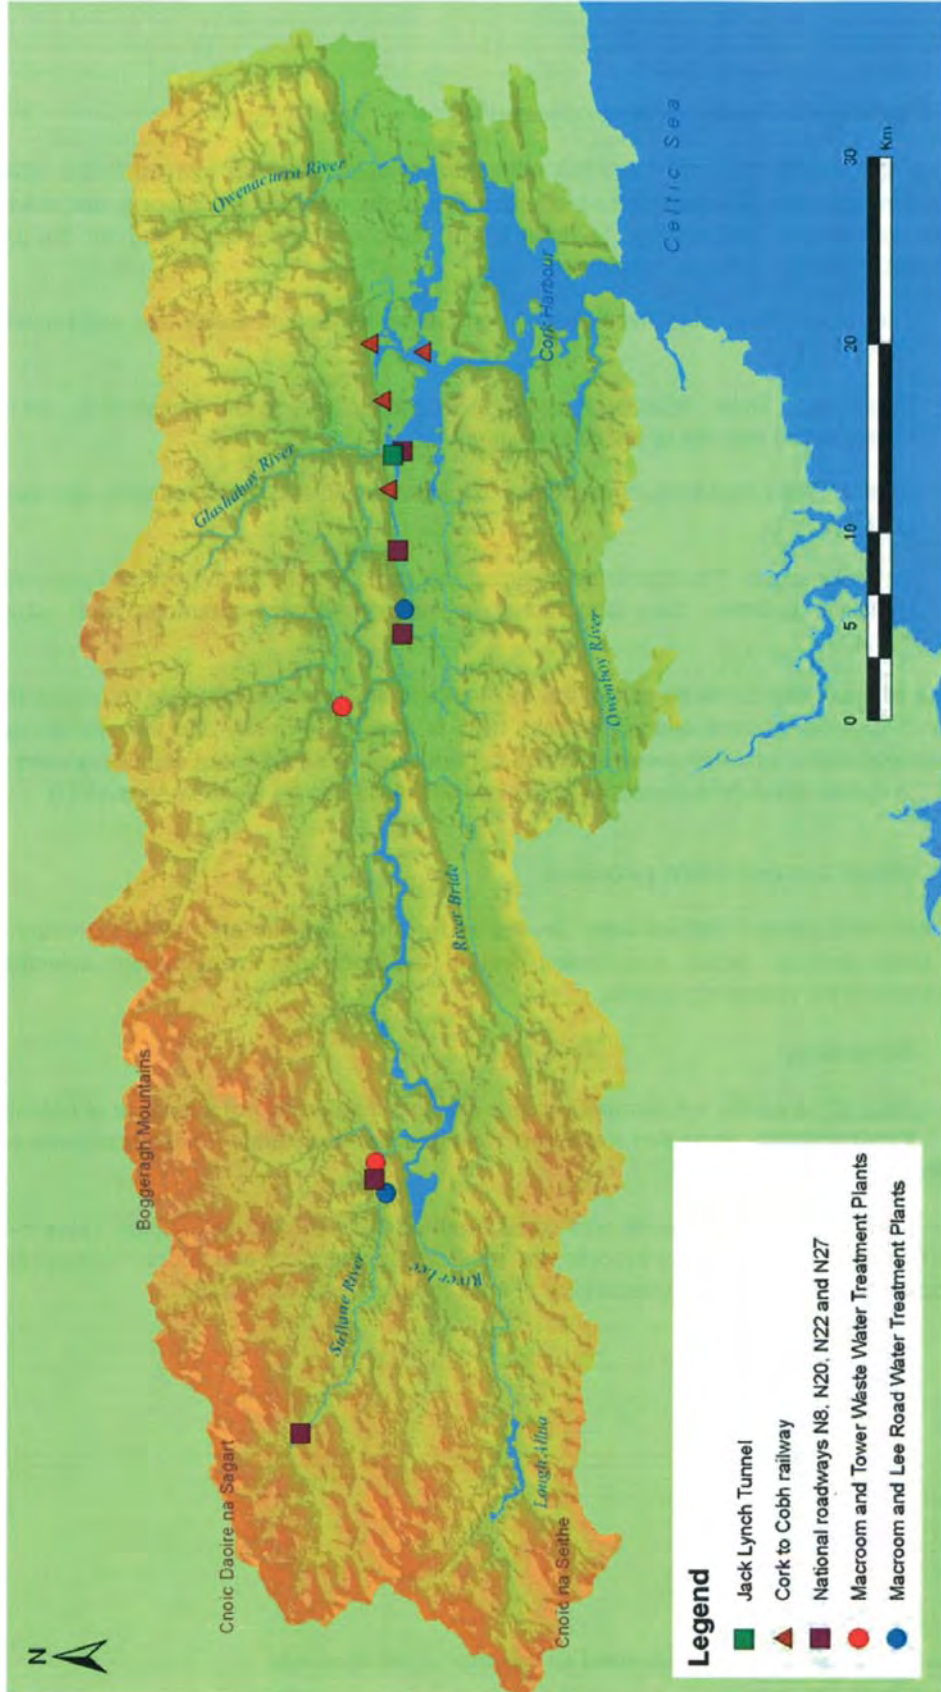 N
Boggeragh Mountains
Cnoic Daoire na Sagart
Cnoic na Seithe
Owenacurra River
Glashaboy River
Sullane River
River Lee
River Bride
Lough Allua
Owenboy River
Cork Harbour
Celtic Sea
0 5 10 20 30
Km
Legend
Jack Lynch Tunnel
Cork to Cobh railway
National roadways N8, N20, N22 and N27
Macroom and Tower Waste Water Treatment Plants
Macroom and Lee Road Water Treatment Plants